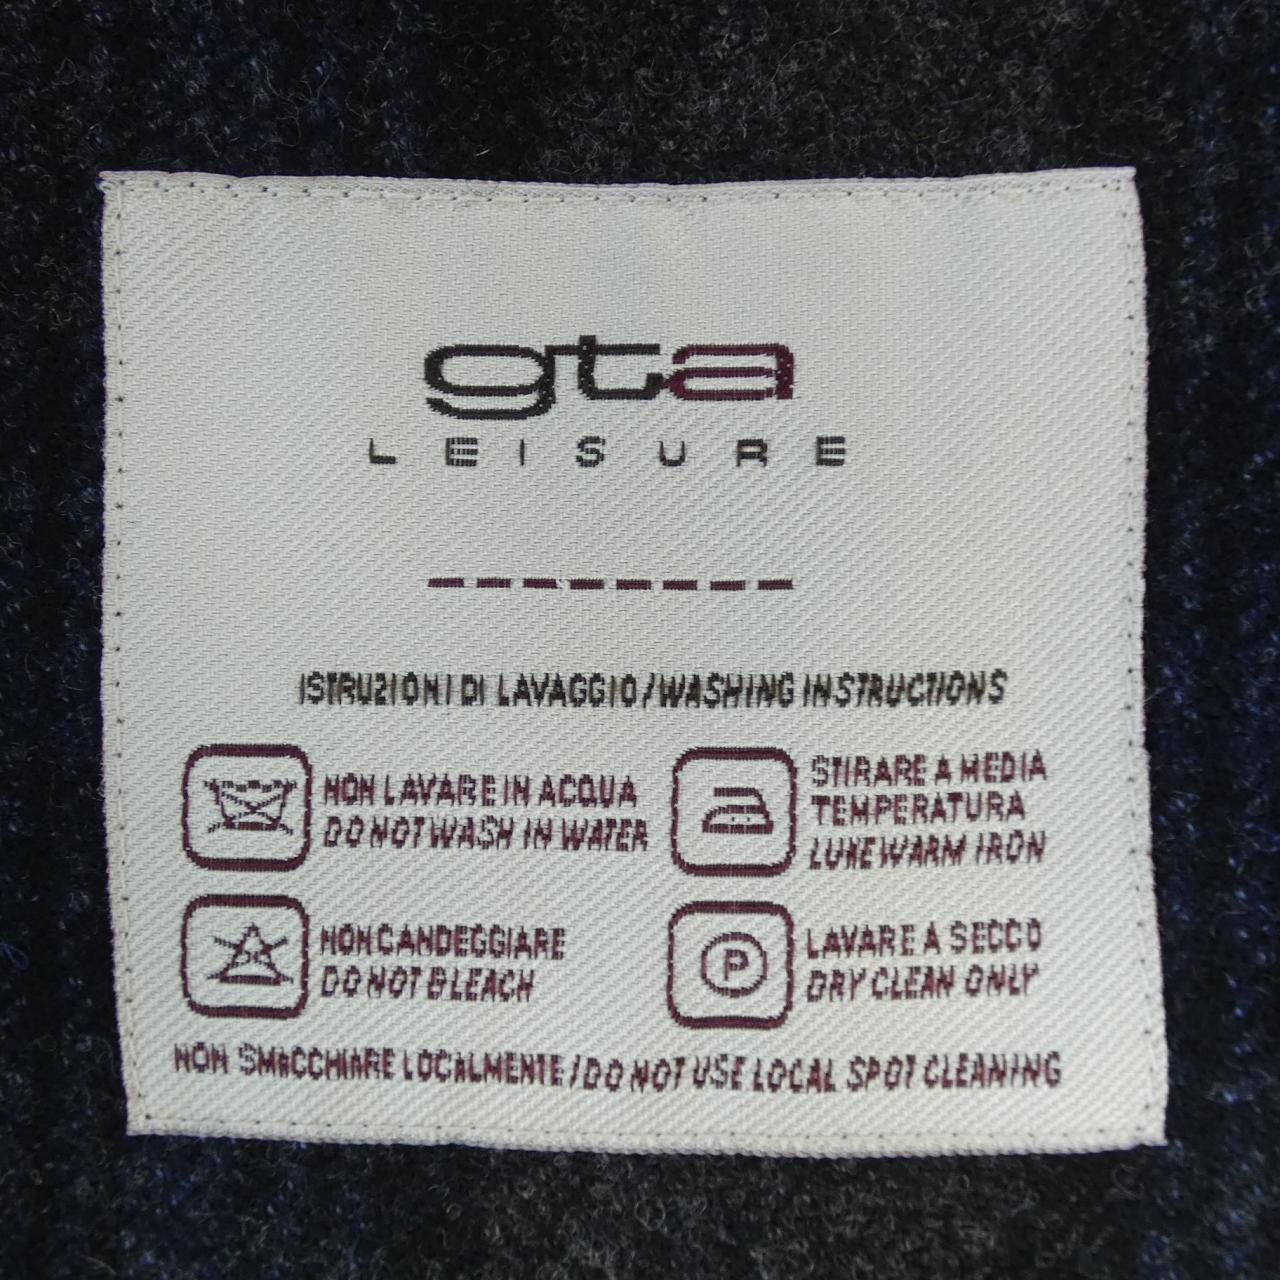 gta
LEISURE
ISTRUZIONI DI LAVAGGIO/WASHING INSTRUCTIONS
NON LAVARE IN ACQUA
DO NOT WASH IN WATER
STIRARE A MEDIA
TEMPERATURA
LUKEWARM IRON
NON CANDEGGIARE
DO NOT BLEACH
P
LAVARE A SECCO
DRY CLEAN ONLY
NON SMACCHIARE LOCALMENTE/DO NOT USE LOCAL SPOT CLEANING